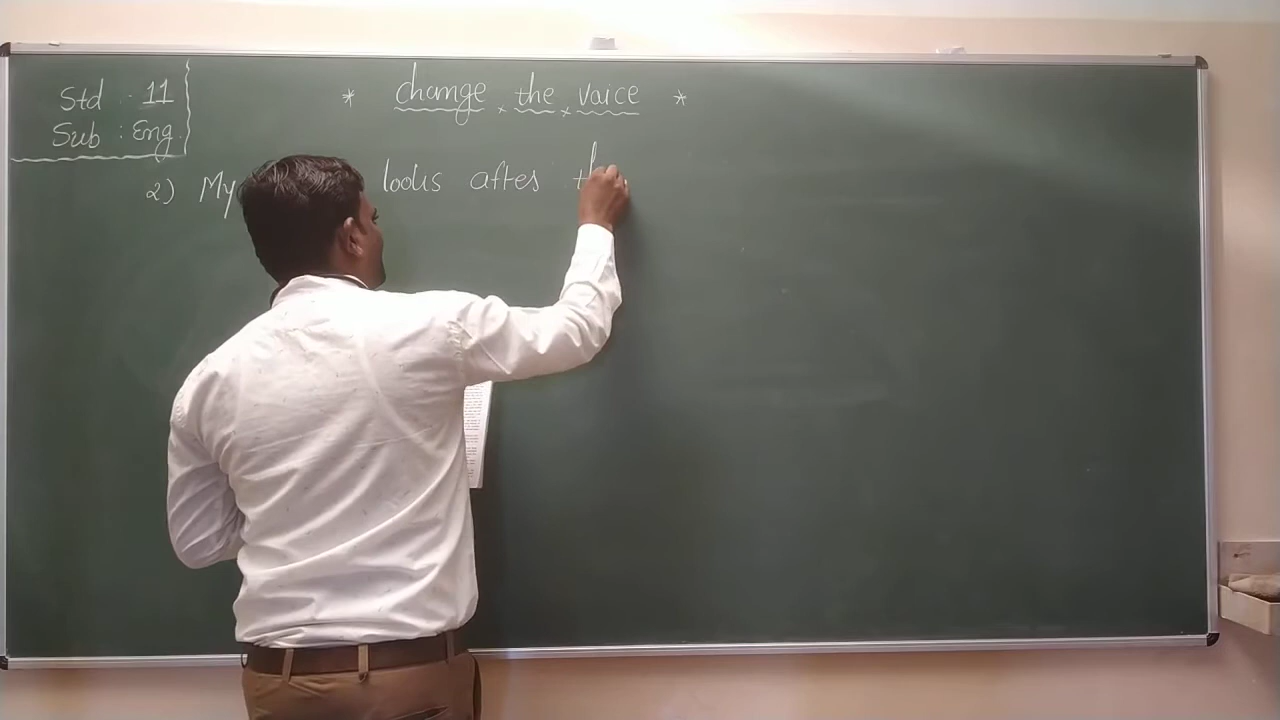 Std : 11
Sub : Eng.
* change the voice *
2) My looks after th